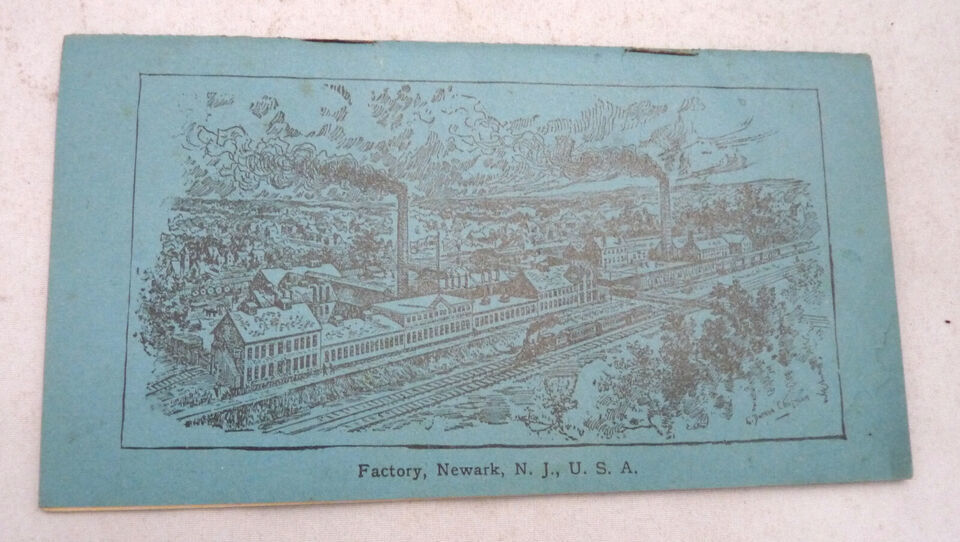 Factory, Newark, N. J., U. S. A.